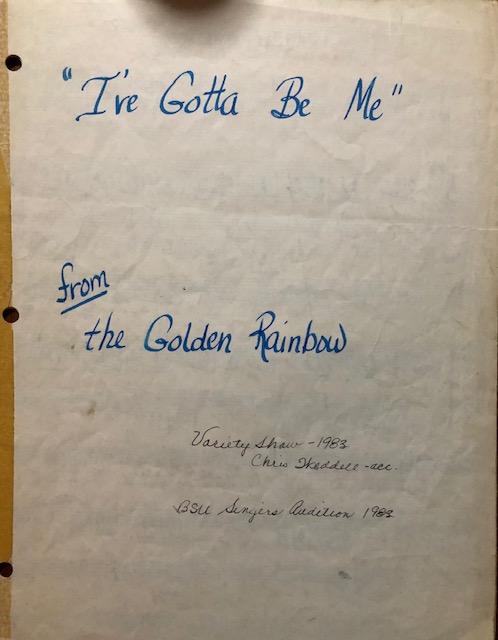 "I've Gotta Be Me"
from
the Golden Rainbow
Variety Show - 1983
Chris - acc.
BSU Singers Audition 1983